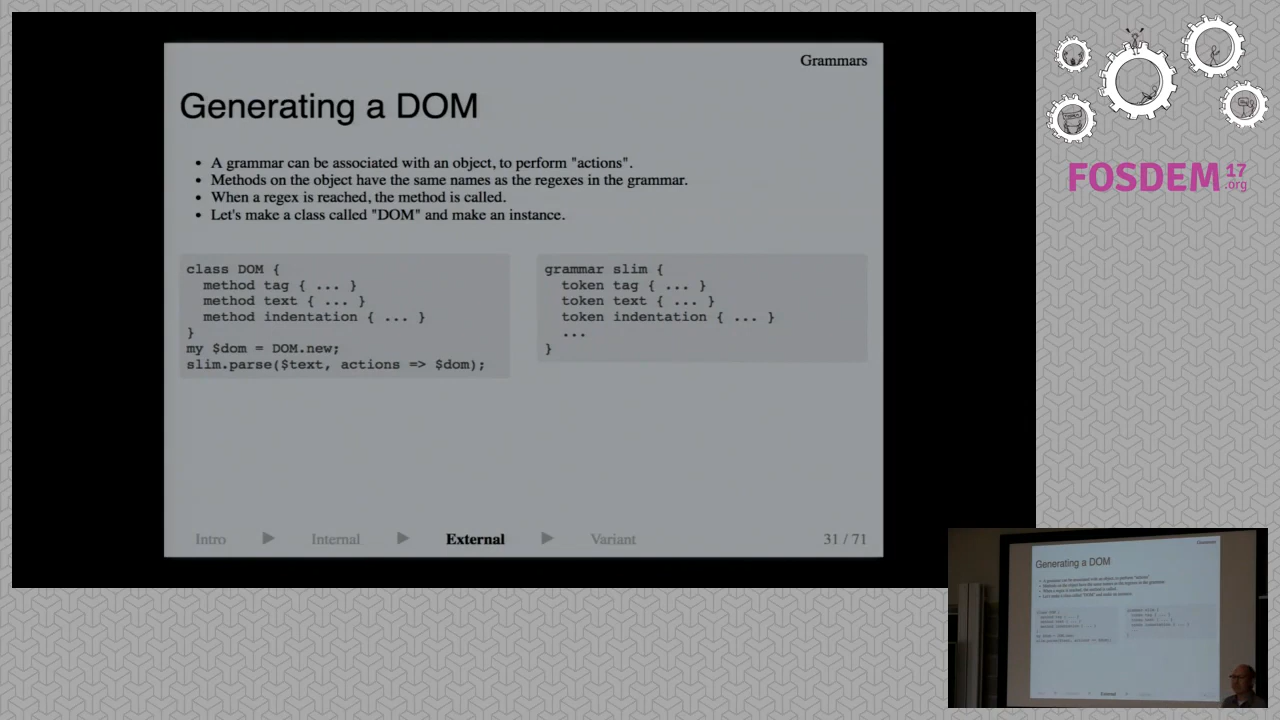 Grammars
Generating a DOM
• A grammar can be associated with an object, to perform "actions".
• Methods on the object have the same names as the regexes in the grammar.
• When a regex is reached, the method is called.
• Let's make a class called "DOM" and make an instance.
class DOM {
method tag { ... }
method text { ... }
method indentation { ... }
}
my $dom = DOM.new;
slim.parse($text, actions => $dom);
grammar slim {
token tag { ... }
token text { ... }
token indentation { ... }
...
}
Intro ▶ Internal ▶ External ▶ Variant
31 / 71
FOSDEM 17 .org
Grammars
Generating a DOM